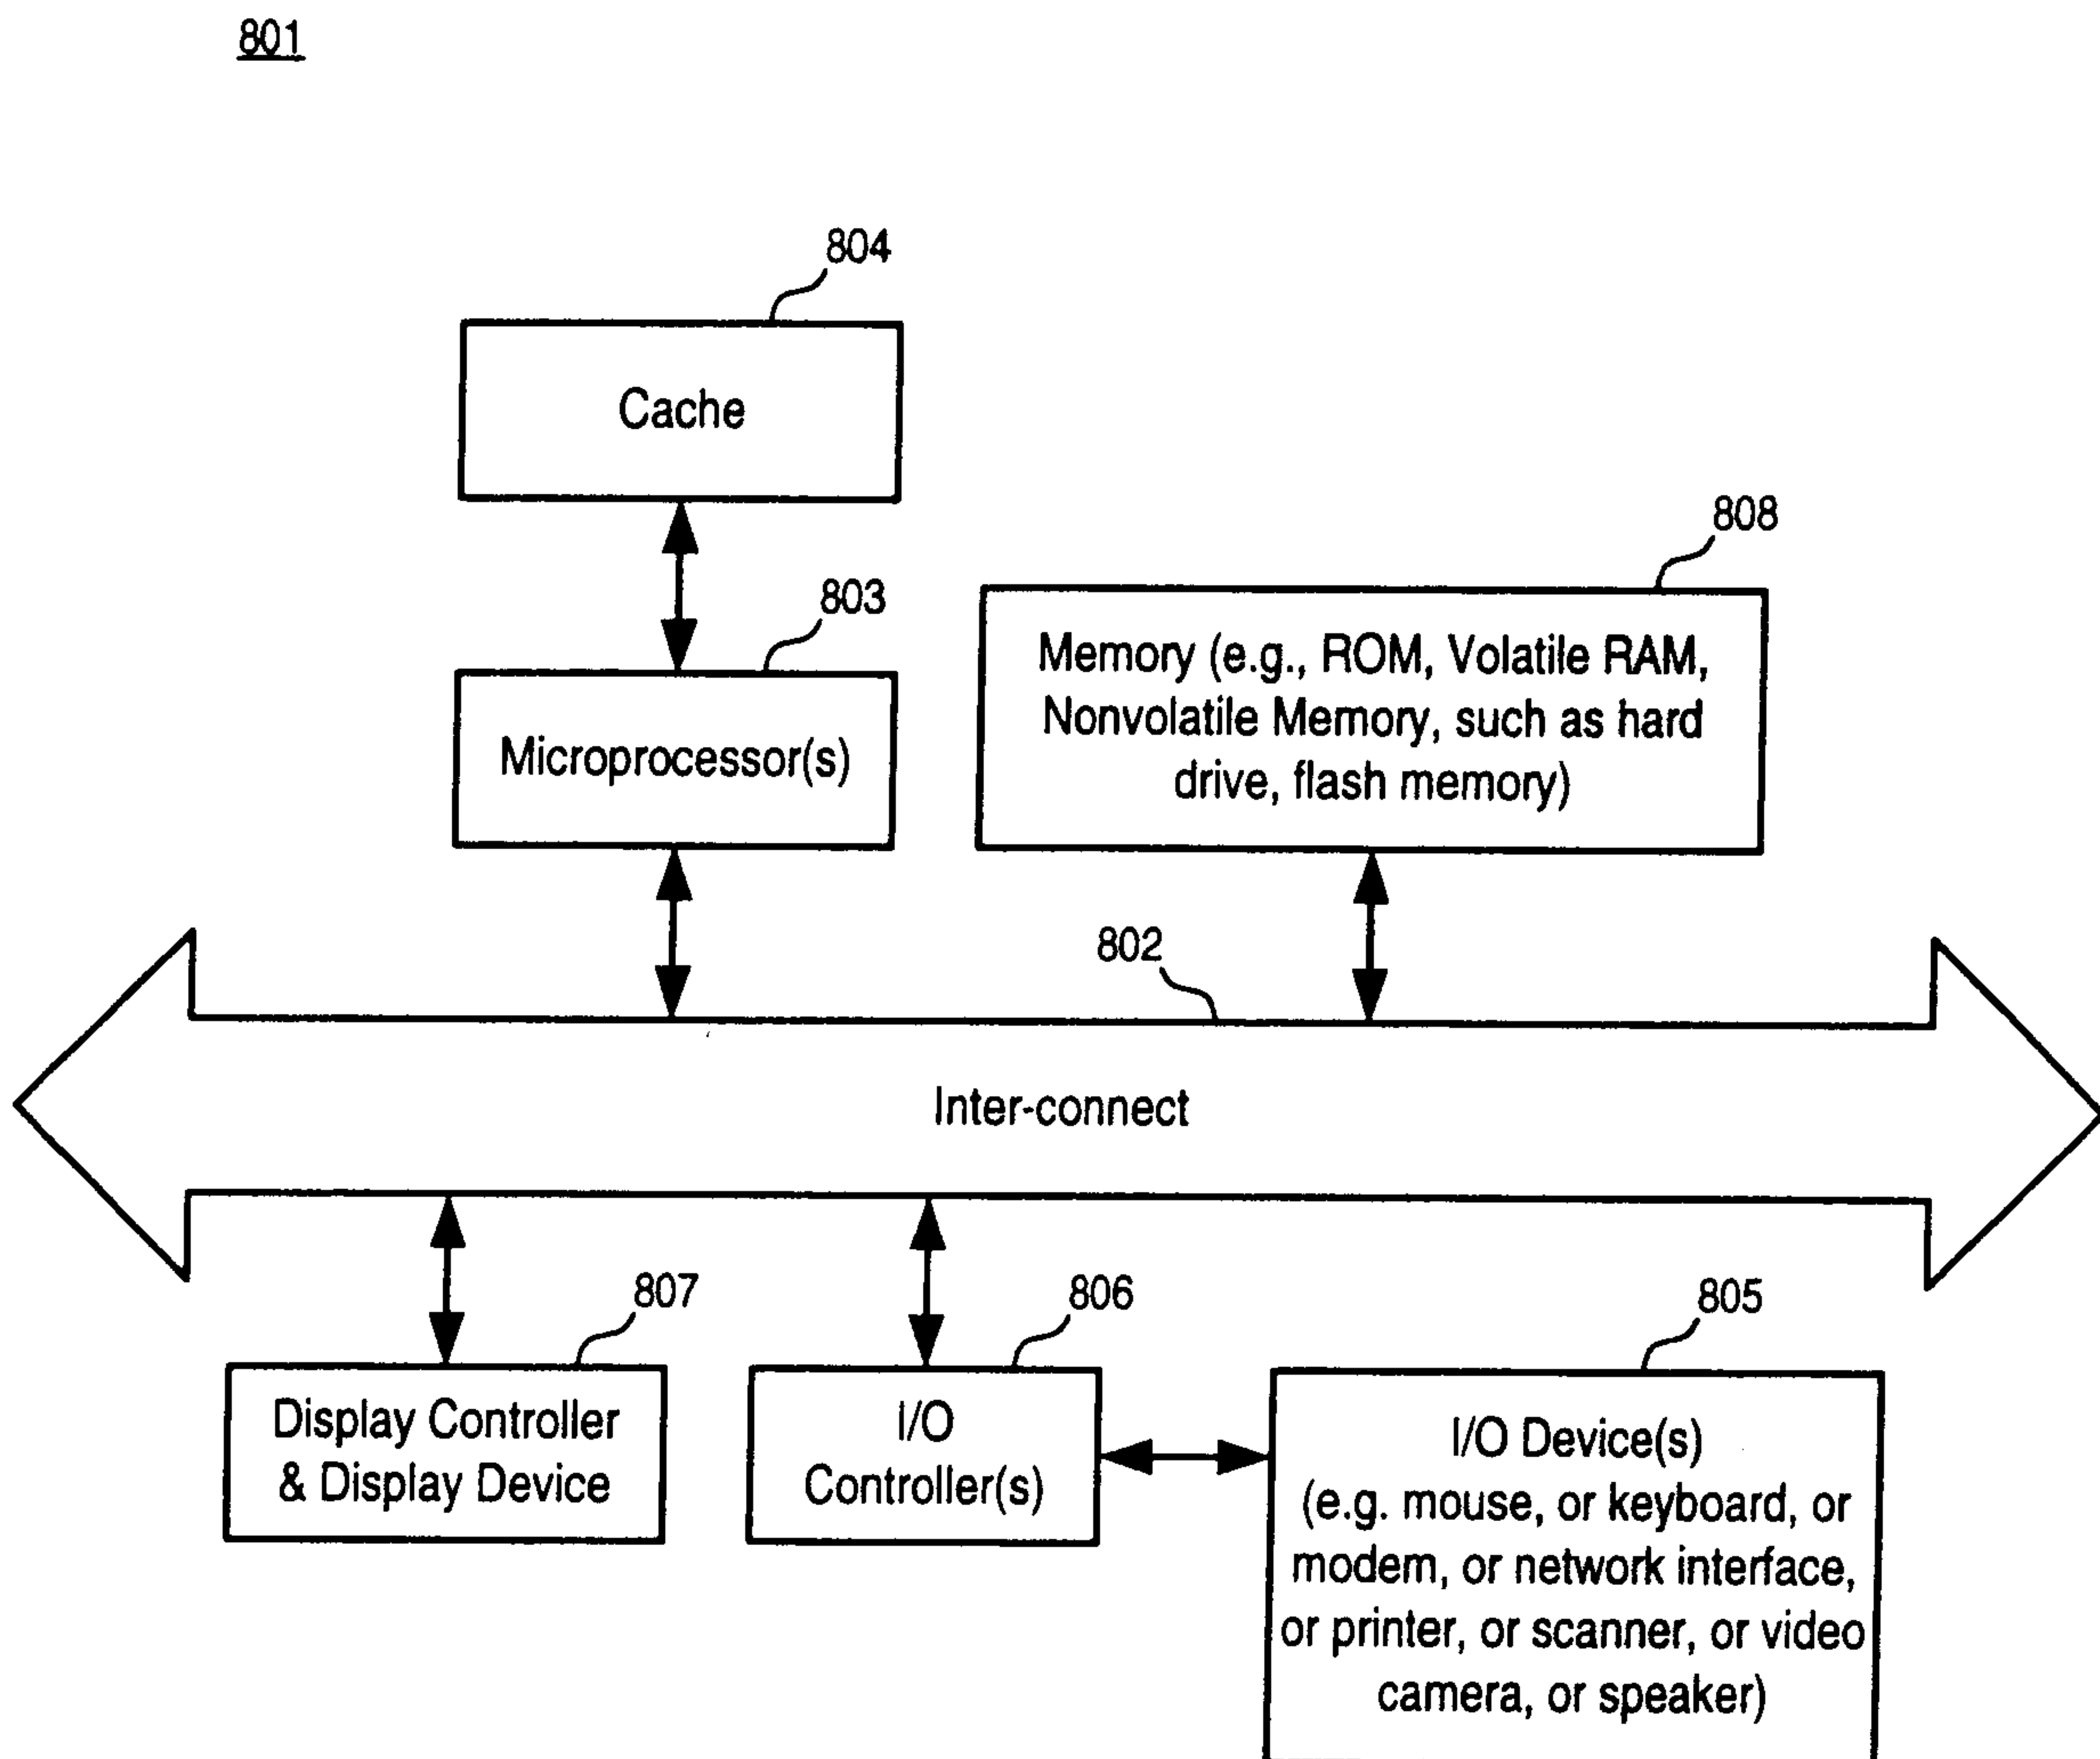 801
804
Cache
808
803
Memory (e.g., ROM, Volatile RAM,
Nonvolatile Memory, such as hard
drive, flash memory)
Microprocessor(s)
802
Inter-connect
807
806
805
Display Controller
& Display Device
I/O
Controller(s)
I/O Device(s)
(e.g. mouse, or keyboard, or
modem, or network interface,
or printer, or scanner, or video
camera, or speaker)